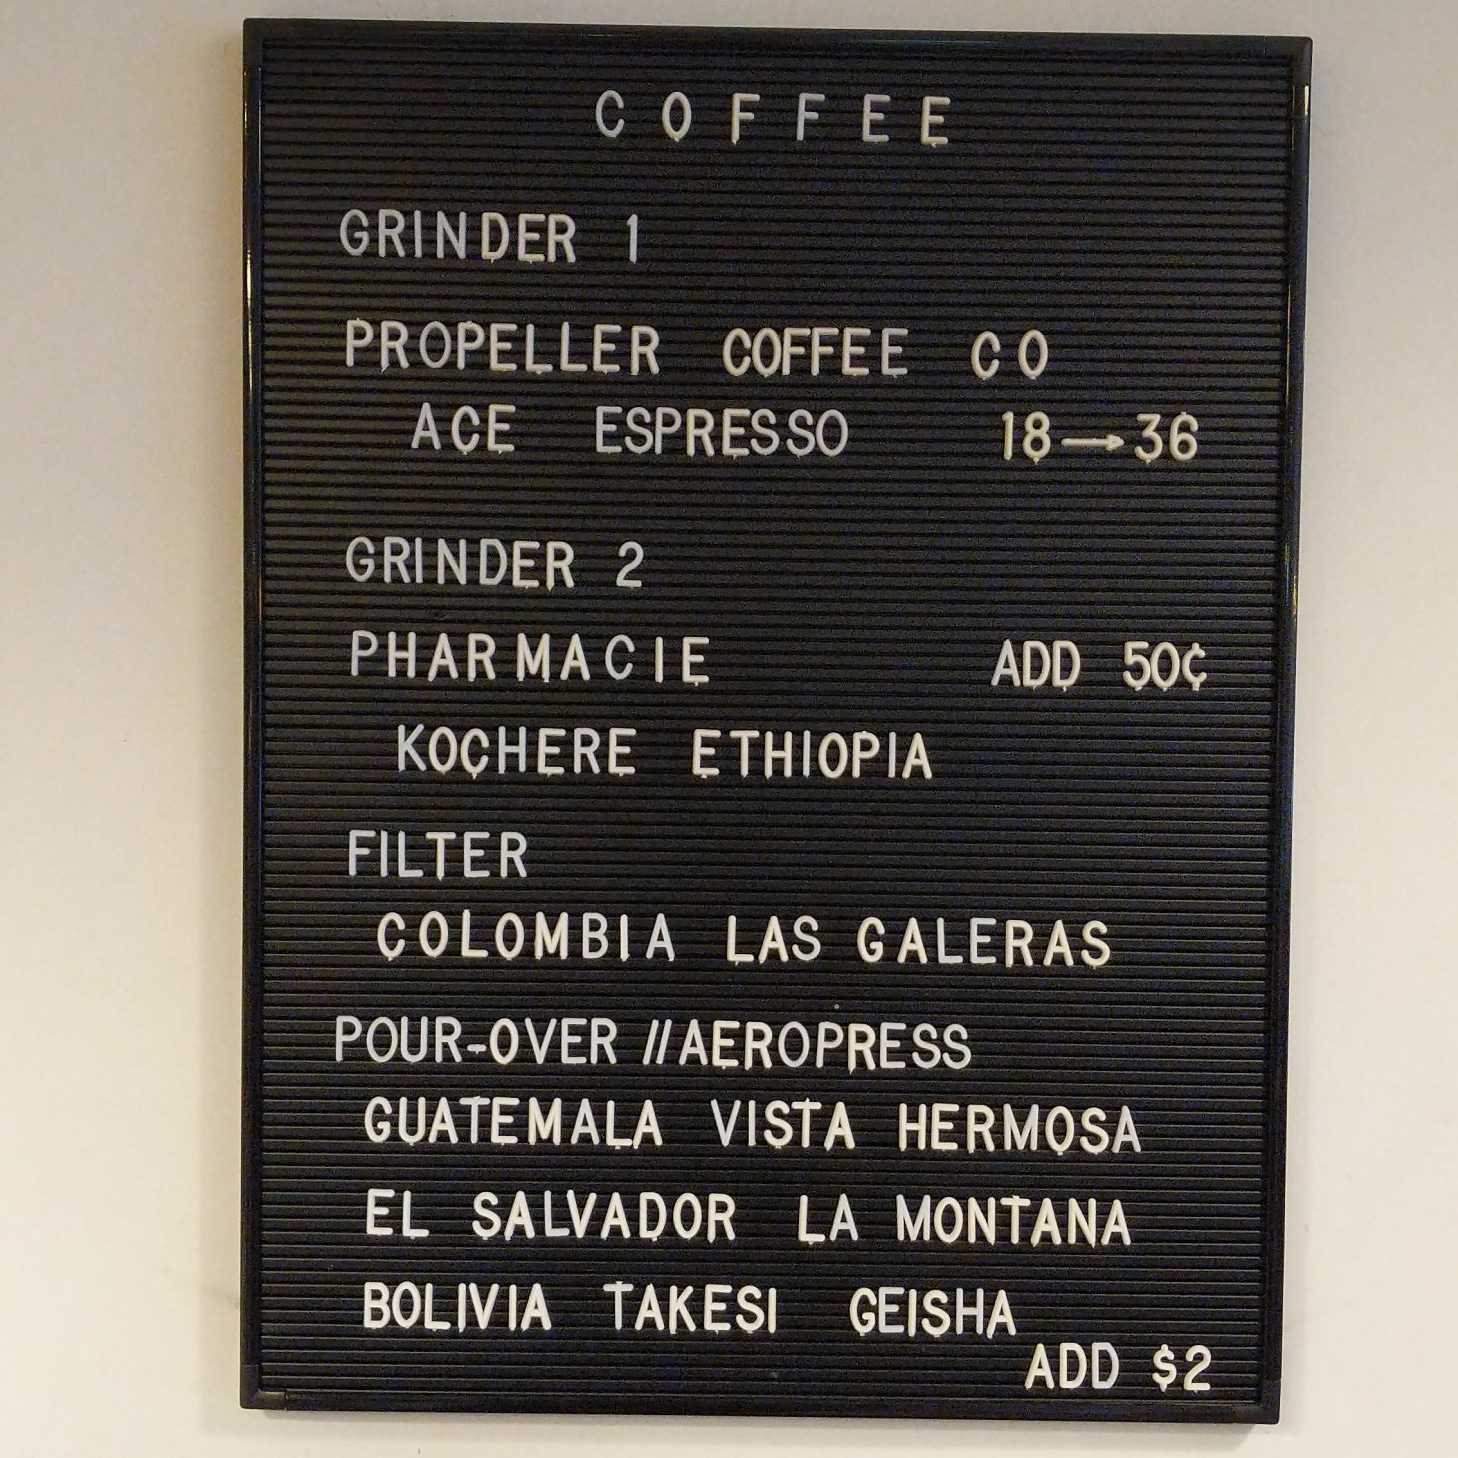 COFFEE
GRINDER 1
PROPELLER COFFEE CO
ACE ESPRESSO 18→36
GRINDER 2
PHARMACIE ADD 50¢
KOCHERE ETHIOPIA
FILTER
COLOMBIA LAS GALERAS
POUR-OVER //AEROPRESS
GUATEMALA VISTA HERMOSA
EL SALVADOR LA MONTANA
BOLIVIA TAKESI GEISHA
ADD $2